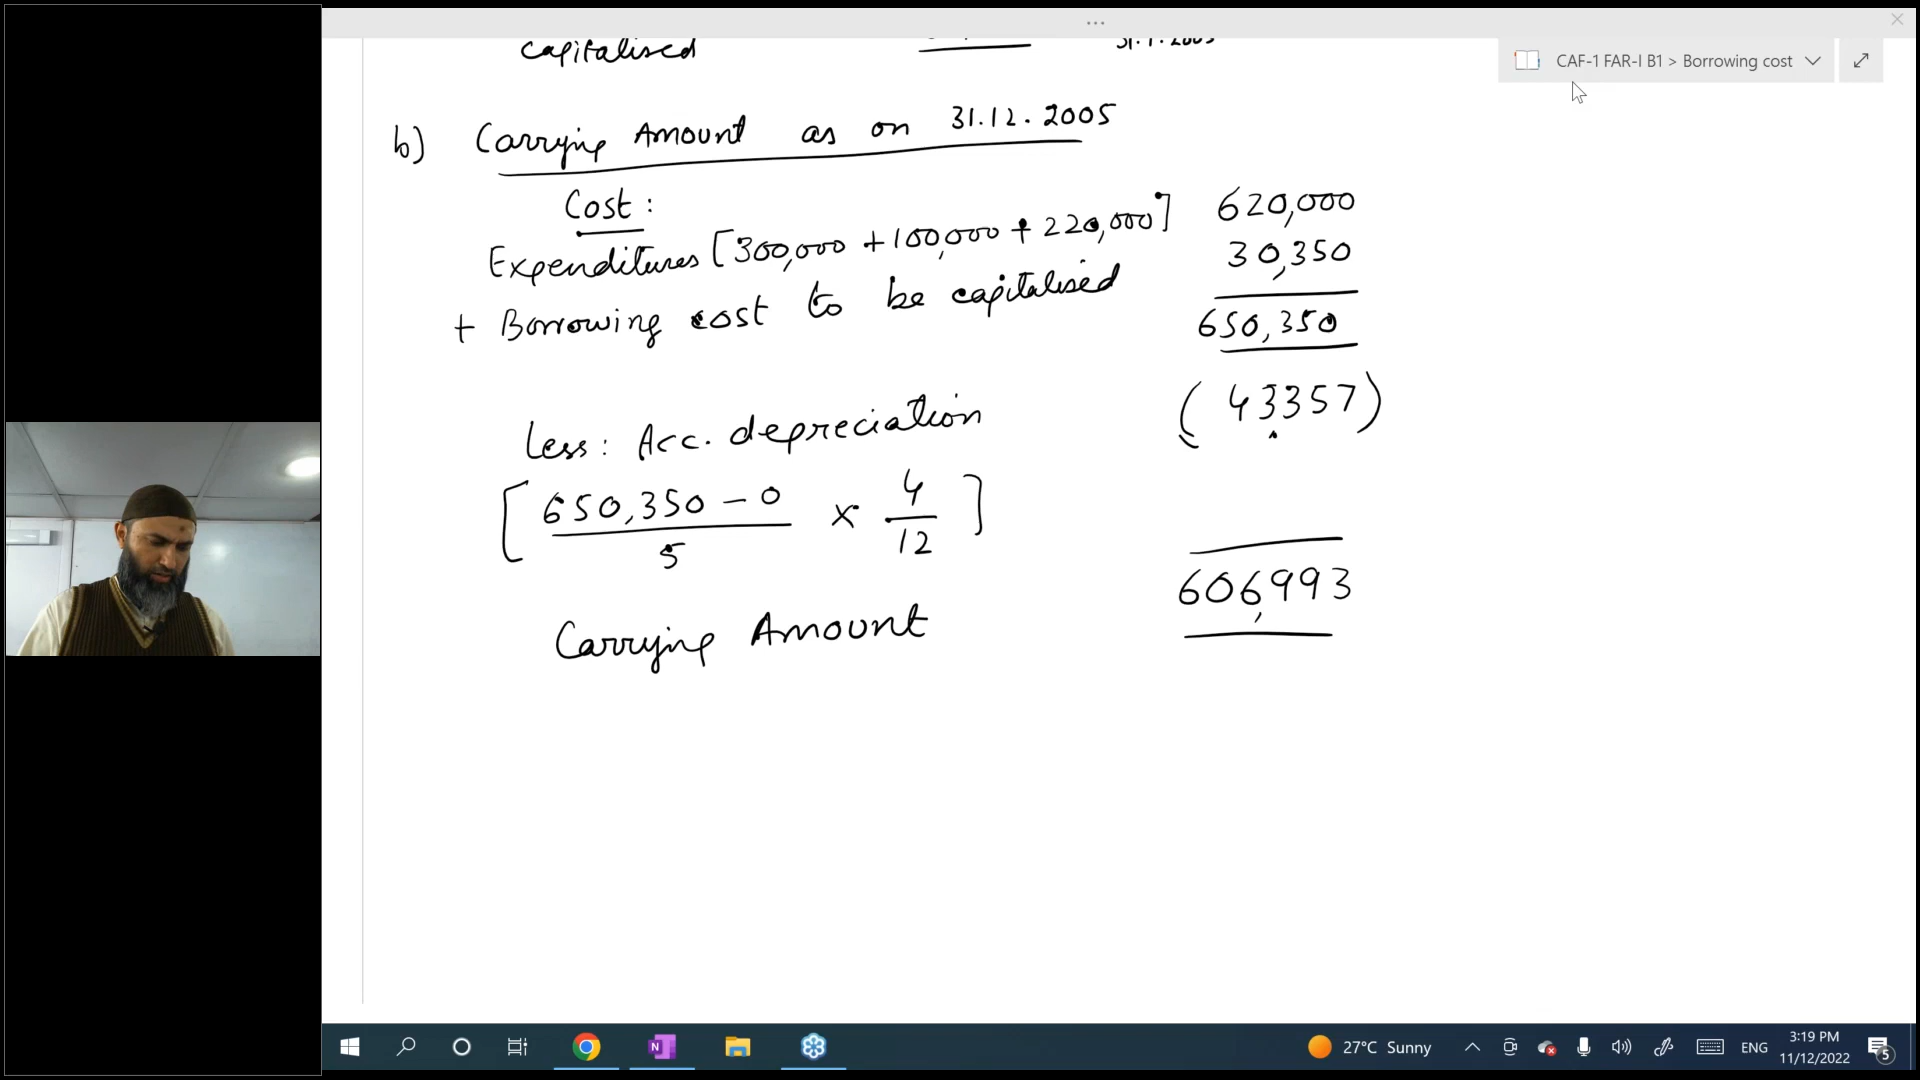 ...
CAF-1 FAR-I B1 > Borrowing cost
capitalised
b) Carrying Amount as on 31.12.2005
Cost:
Expenditures [300,000 + 100,000 + 220,000] 620,000
+ Borrowing cost to be capitalised 30,350
650,350
Less: Acc. depreciation (43357)
[650,350 - 0 / 5 x 4 / 12]
Carrying Amount 606,993
27°C Sunny
ENG
3:19 PM
11/12/2022
5